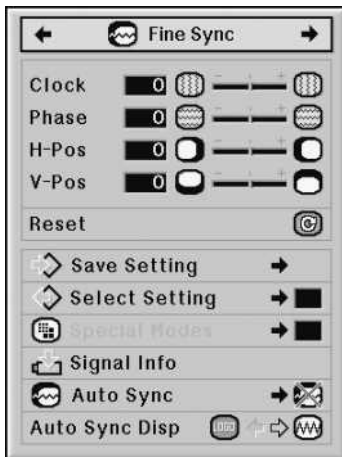 Fine Sync
Clock 0
Phase 0
H-Pos 0
V-Pos 0
Reset
Save Setting
Select Setting
Special Modes
Signal Info
Auto Sync
Auto Sync Disp LOGO